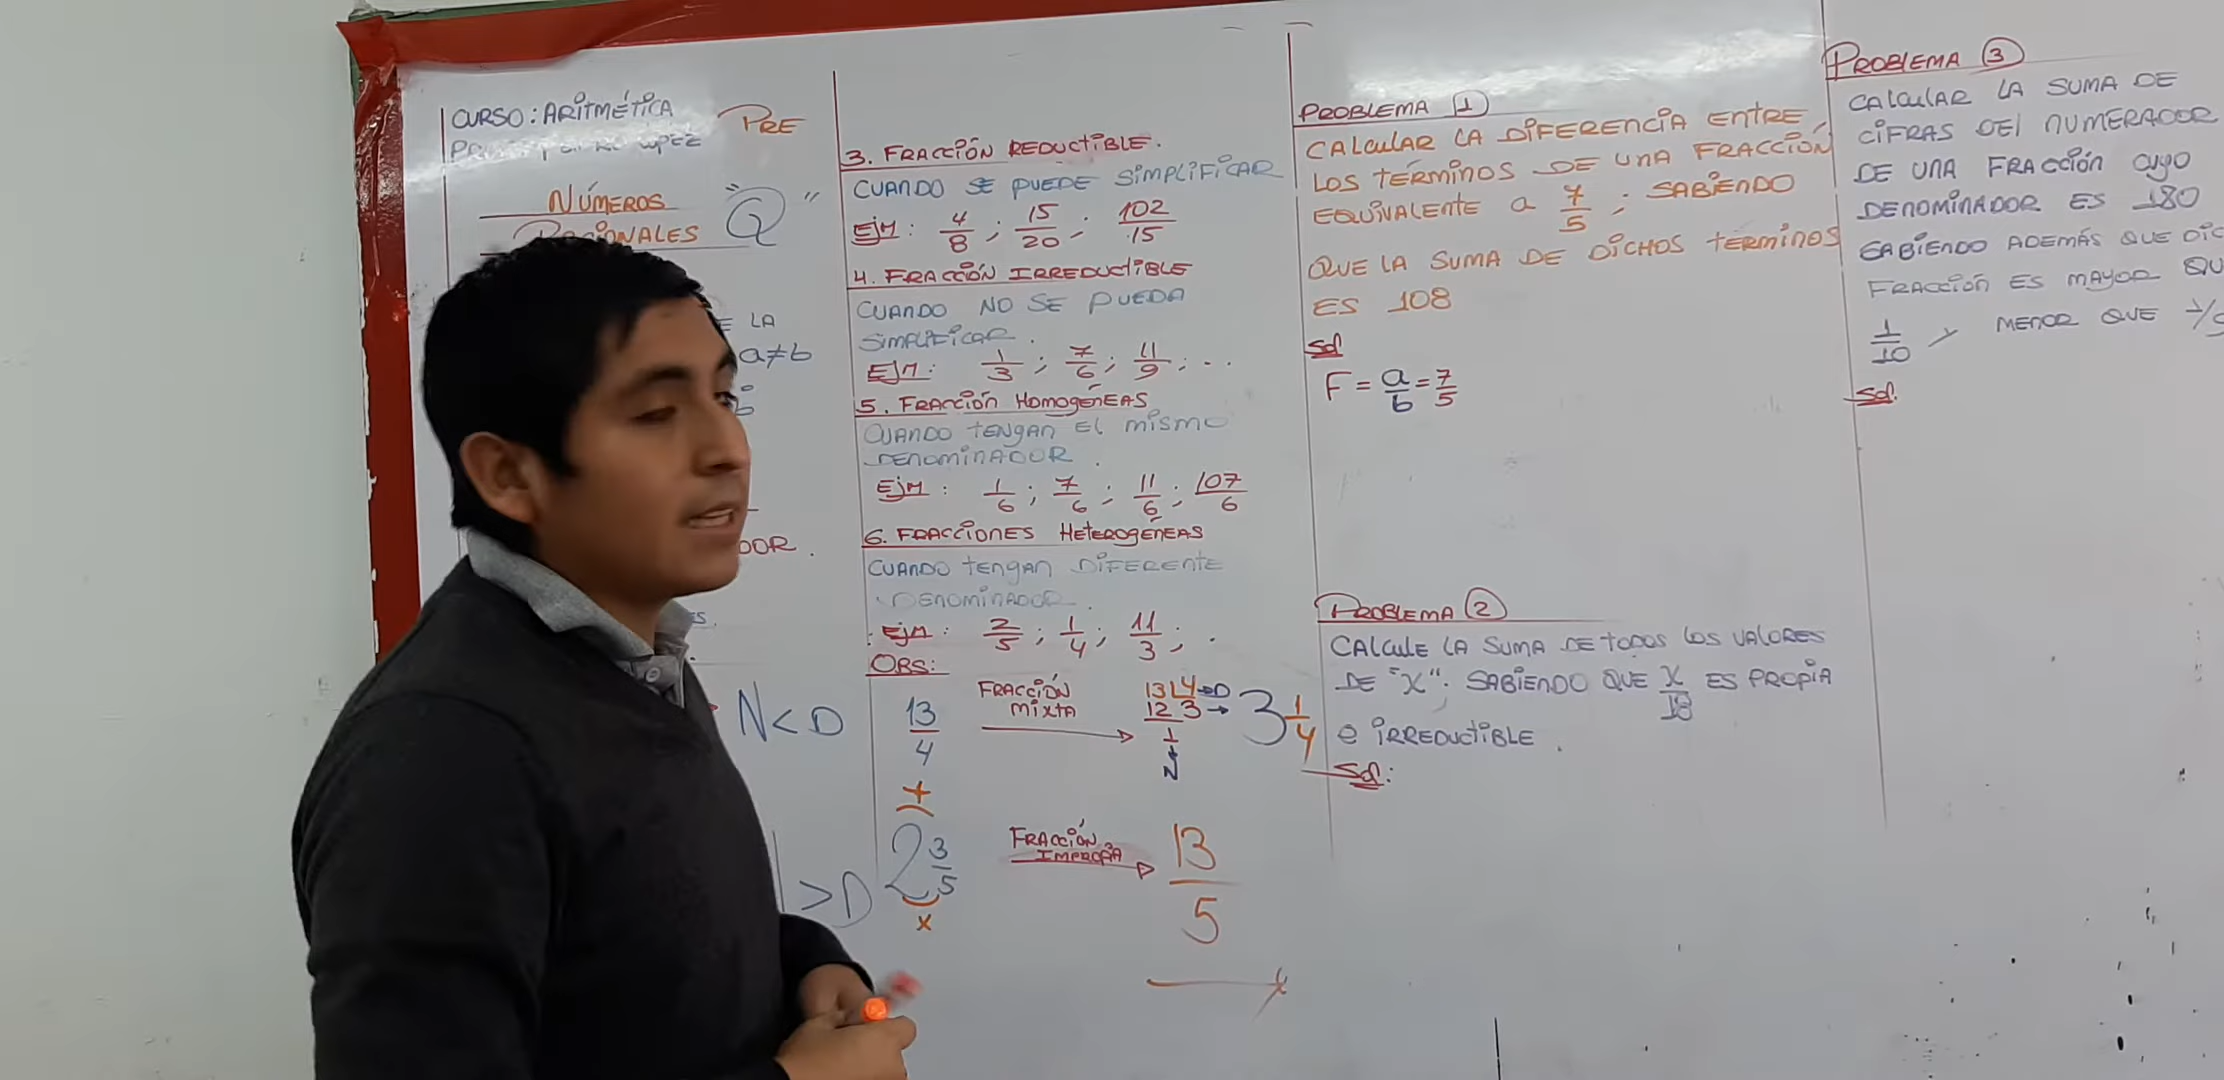 CURSO: ARITMÉTICA
PRE
NÚMEROS
RACIONALES
"Q"
LA
a≠b
DOR.
N<D
>D
3. FRACCIÓN REDUCTIBLE.
CUANDO SE PUEDE SIMPLIFICAR
EJM: 4/8 ; 15/20 ; 102/15
4. FRACCIÓN IRREDUCTIBLE
CUANDO NO SE PUEDA
SIMPLIFICAR.
EJM: 1/3 ; 7/6 ; 11/9 ; ..
5. FRACCIÓN HOMOGÉNEAS
CUANDO TENGAN EL MISMO
DENOMINADOR.
EJM: 1/6 ; 7/6 ; 11/6 ; 107/6
6. FRACCIONES HETEROGÉNEAS
CUANDO TENGAN DIFERENTE
DENOMINADOR.
EJM: 2/5 ; 1/4 ; 11/3 ; .
OBS:
13/4 FRACCIÓN MIXTA → 13 4→D
12 3→ 3 1/4
1
N
+
2 3/5 FRACCIÓN IMPROPIA → 13/5
x
PROBLEMA 1
CALCULAR LA DIFERENCIA ENTRE
LOS TÉRMINOS DE UNA FRACCIÓN
EQUIVALENTE A 7/5 ; SABIENDO
QUE LA SUMA DE DICHOS TERMINOS
ES 108
Sol
F = a/b = 7/5
PROBLEMA 2
CALCULE LA SUMA DE TODOS LOS VALORES
DE "X"; SABIENDO QUE X/18 ES PROPIA
e IRREDUCTIBLE.
Sol:
PROBLEMA 3
CALCULAR LA SUMA DE
CIFRAS DEL NUMERADOR
DE UNA FRACCIÓN CUYO
DENOMINADOR ES 180
SABIENDO ADEMÁS QUE DIC
FRACCIÓN ES MAYOR QU
1/10 y MENOR QUE 1/9
Sol.